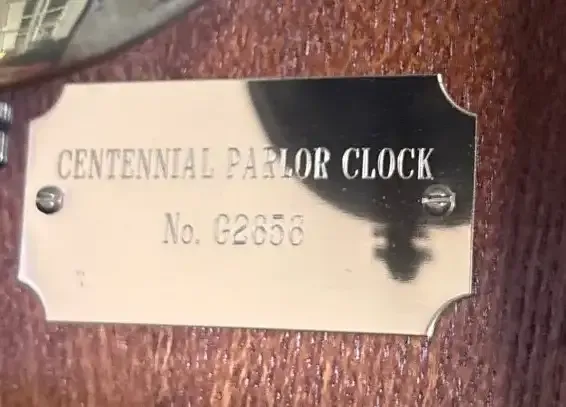 CENTENNIAL PARLOR CLOCK
No. G2656